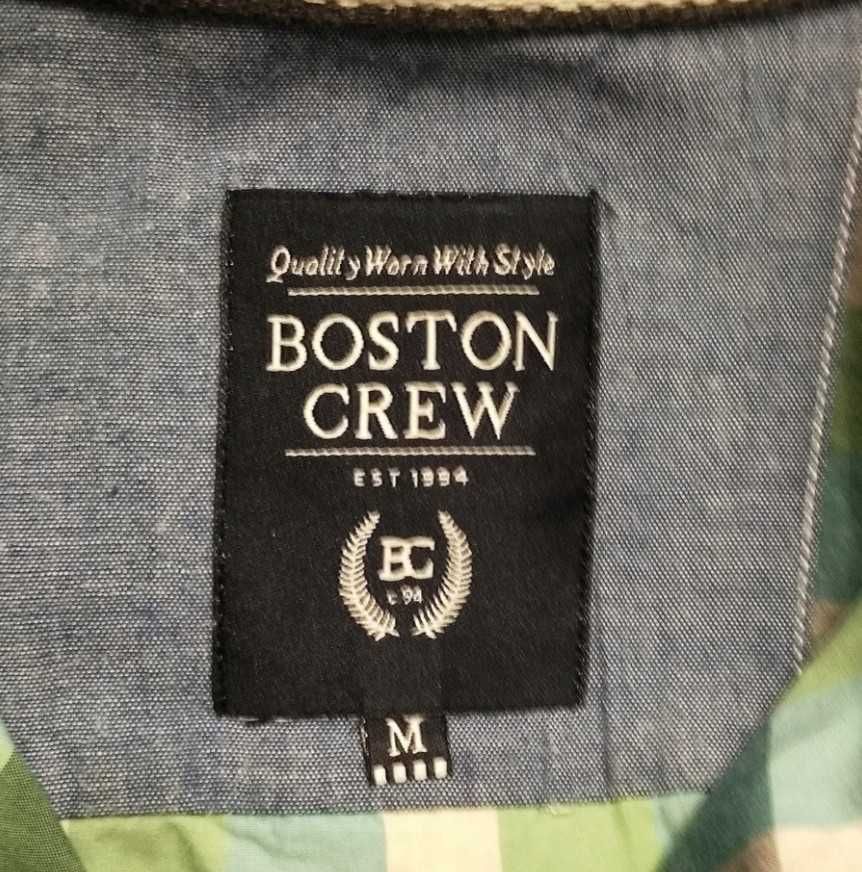 Quality Worn With Style
BOSTON
CREW
EST 1994
BC
E 94
M